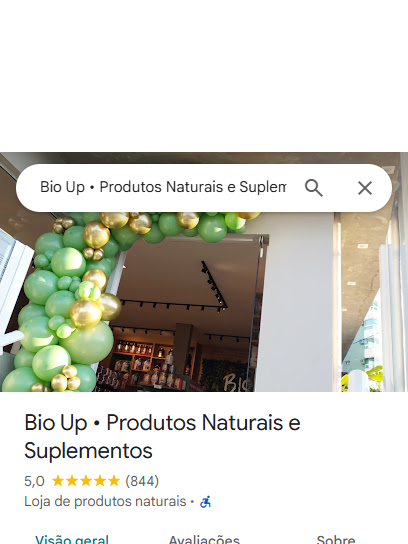 Bio Up • Produtos Naturais e Suplem
BIO
Bio Up • Produtos Naturais e
Suplementos
5,0 ★★★★★ (844)
Loja de produtos naturais •
Visão geral Avaliações Sobre